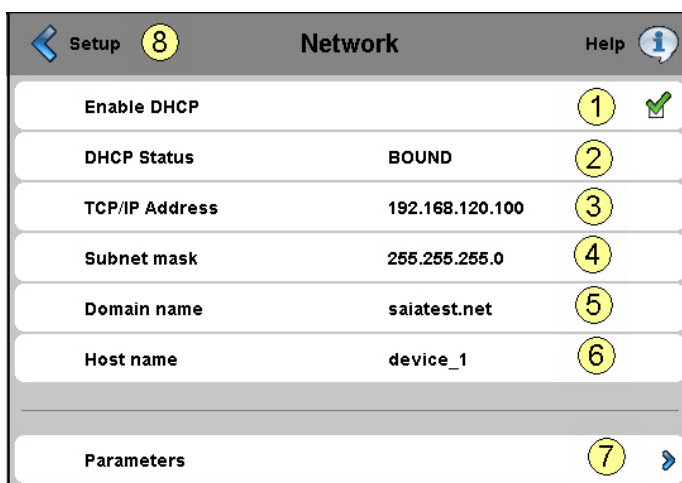 Setup 8 Network Help i
Enable DHCP 1
DHCP Status BOUND 2
TCP/IP Address 192.168.120.100 3
Subnet mask 255.255.255.0 4
Domain name saiatest.net 5
Host name device_1 6
Parameters 7